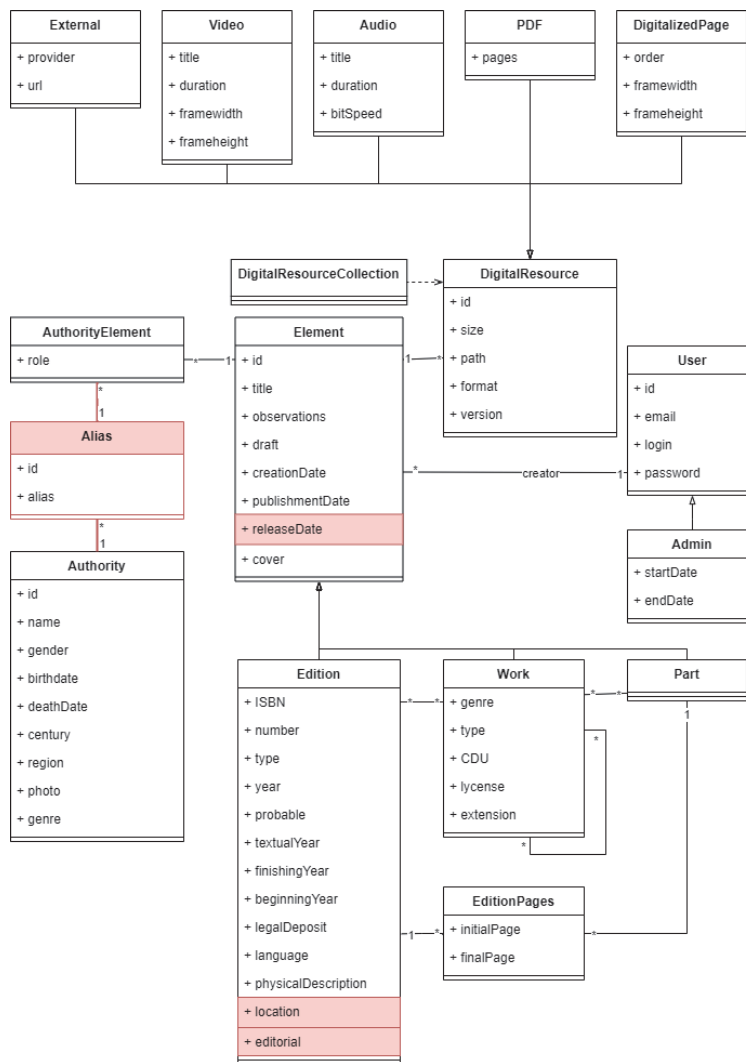 External
+ provider
+ url
Video
+ title
+ duration
+ framewidth
+ frameheight
Audio
+ title
+ duration
+ bitSpeed
PDF
+ pages
DigitalizedPage
+ order
+ framewidth
+ frameheight
DigitalResourceCollection
DigitalResource
+ id
+ size
+ path
+ format
+ version
AuthorityElement
+ role
*
1
Element
+ id
+ title
+ observations
+ draft
+ creationDate
+ publishmentDate
+ releaseDate
+ cover
1
*
*
creator
1
User
+ id
+ email
+ login
+ password
*
1
Alias
+ id
+ alias
*
1
Authority
+ id
+ name
+ gender
+ birthdate
+ deathDate
+ century
+ region
+ photo
+ genre
Admin
+ startDate
+ endDate
Edition
+ ISBN
+ number
+ type
+ year
+ probable
+ textualYear
+ finishingYear
+ beginningYear
+ legalDeposit
+ language
+ physicalDescription
+ location
+ editorial
*
*
Work
+ genre
+ type
+ CDU
+ lycense
+ extension
*
*
*
*
Part
1
1
*
EditionPages
+ initialPage
+ finalPage
*